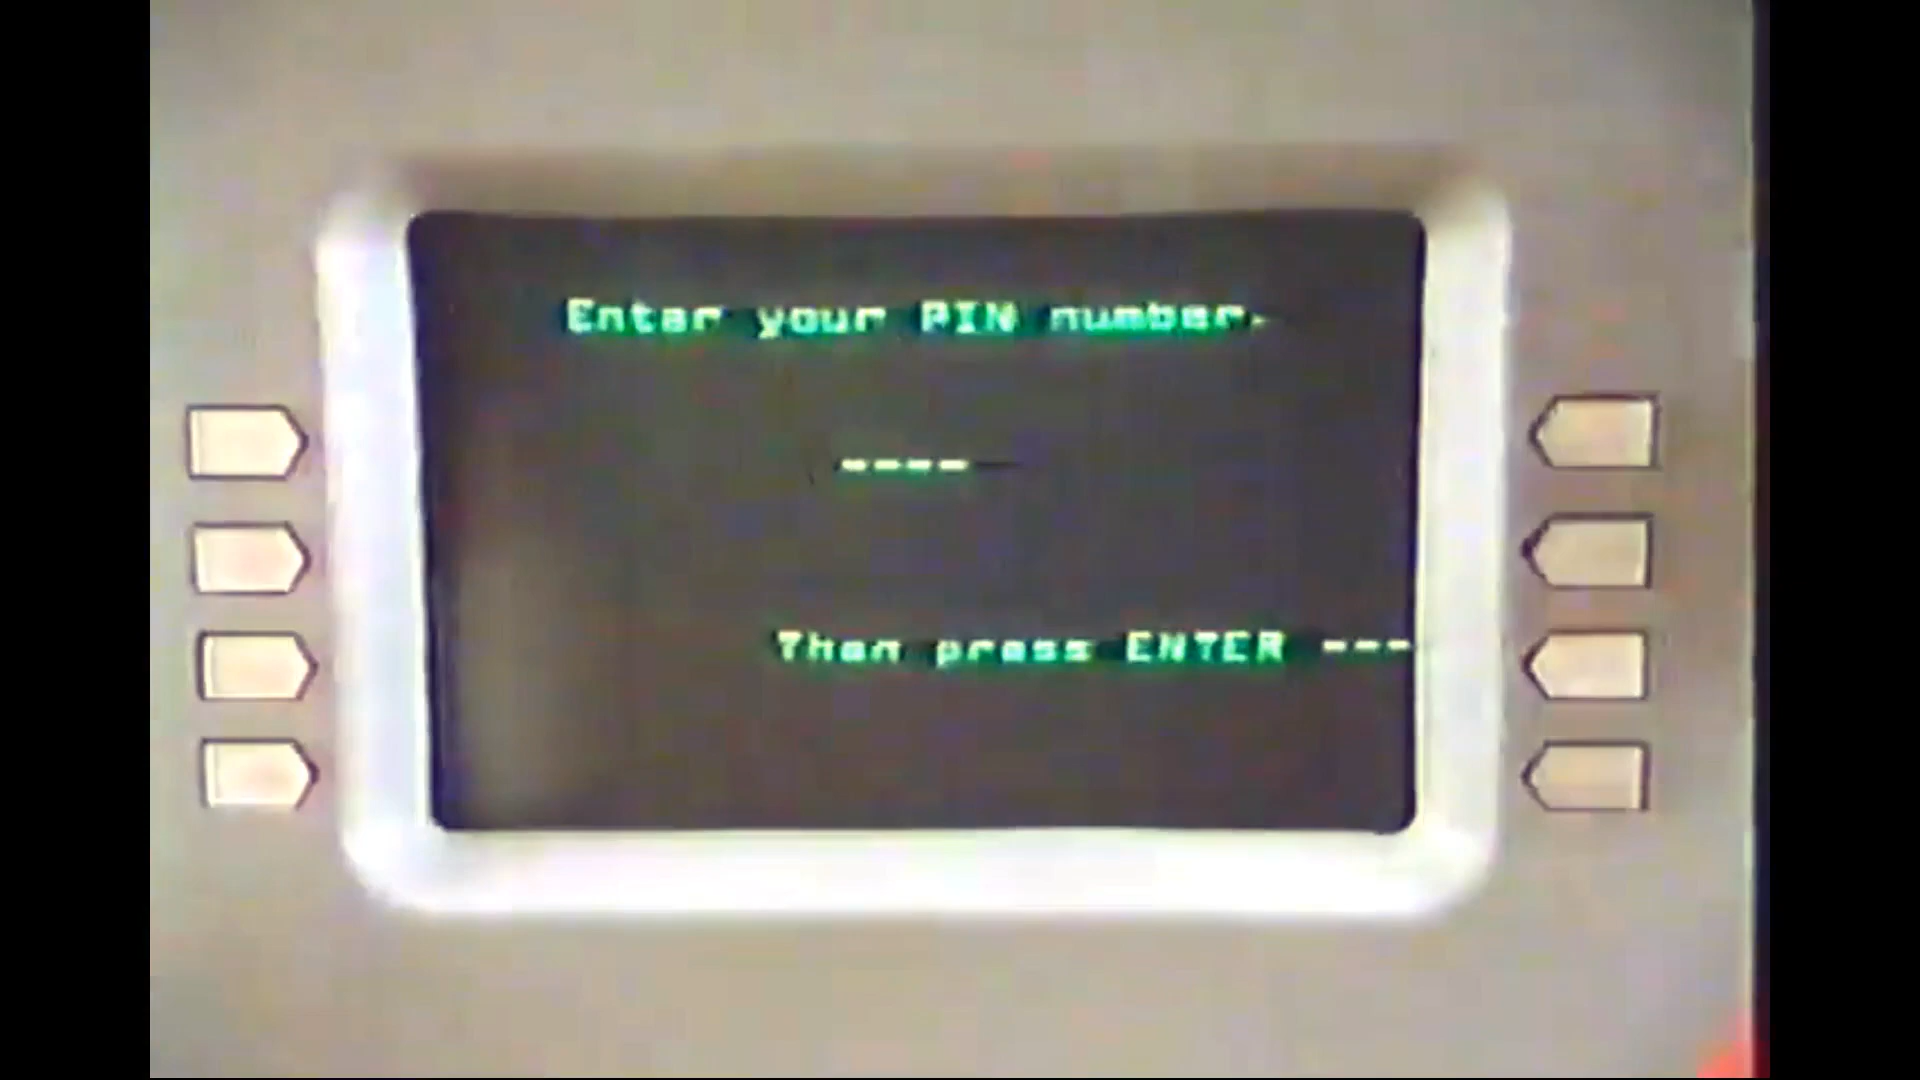 Enter your PIN number.
----
Then press ENTER ---